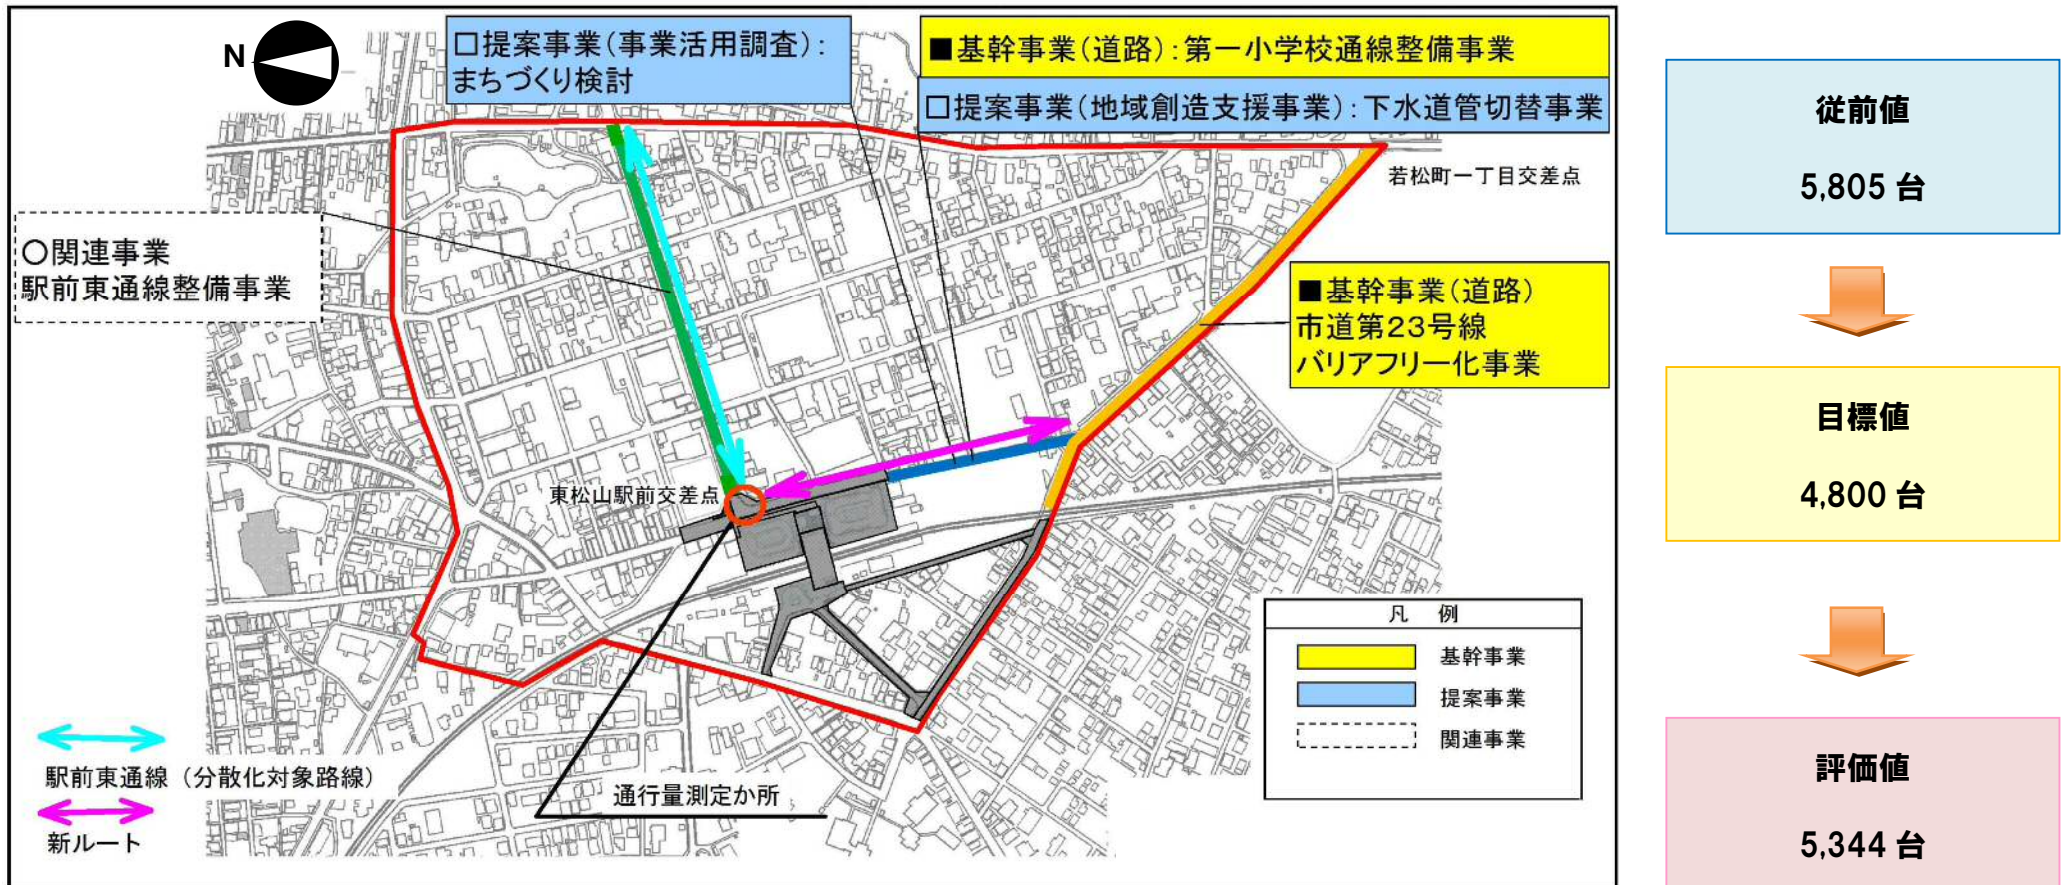 N
□提案事業(事業活用調査):
まちづくり検討
■基幹事業(道路):第一小学校通線整備事業
□提案事業(地域創造支援事業):下水道管切替事業
若松町一丁目交差点
○関連事業
駅前東通線整備事業
■基幹事業(道路)
市道第23号線
バリアフリー化事業
東松山駅前交差点
凡 例
基幹事業
提案事業
関連事業
駅前東通線(分散化対象路線)
新ルート
通行量測定か所
従前値
5,805 台
目標値
4,800 台
評価値
5,344 台